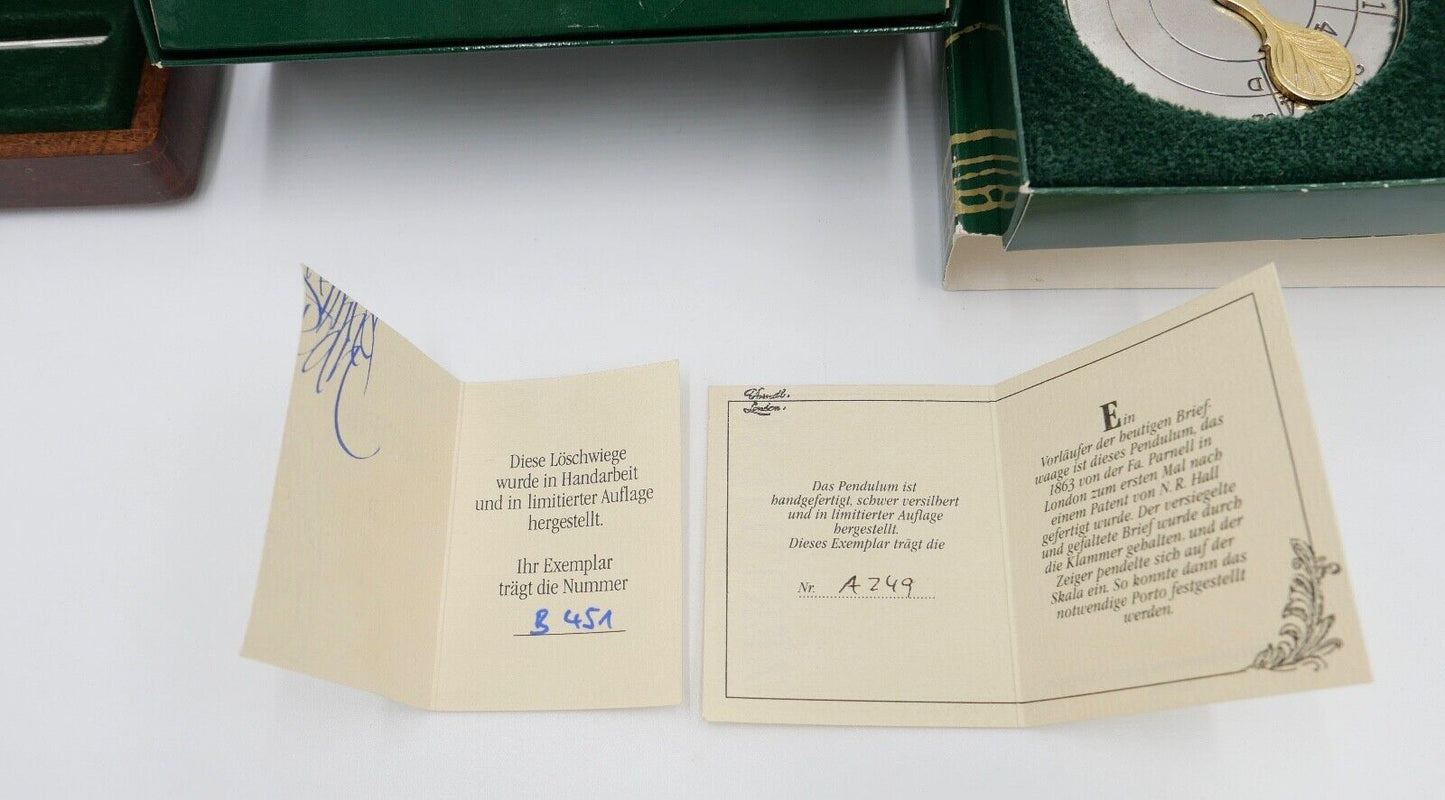 Diese Löschwiege
wurde in Handarbeit
und in limitierter Auflage
hergestellt.
Ihr Exemplar
trägt die Nummer
B 451
London.
Das Pendulum ist
handgefertigt, schwer versilbert
und in limitierter Auflage
hergestellt.
Dieses Exemplar trägt die
Nr. A 249
Ein
Vorläufer der heutigen Brief-
waage ist dieses Pendulum, das
1863 von der Fa. Parnell in
London zum ersten Mal nach
einem Patent von N. R. Hall
gefertigt wurde. Der versiegelte
und gefaltete Brief wurde durch
die Klammer gehalten. und der
Zeiger pendelte sich auf der
Skala ein. So konnte dann das
notwendige Porto festgestellt
werden.
1
4
D